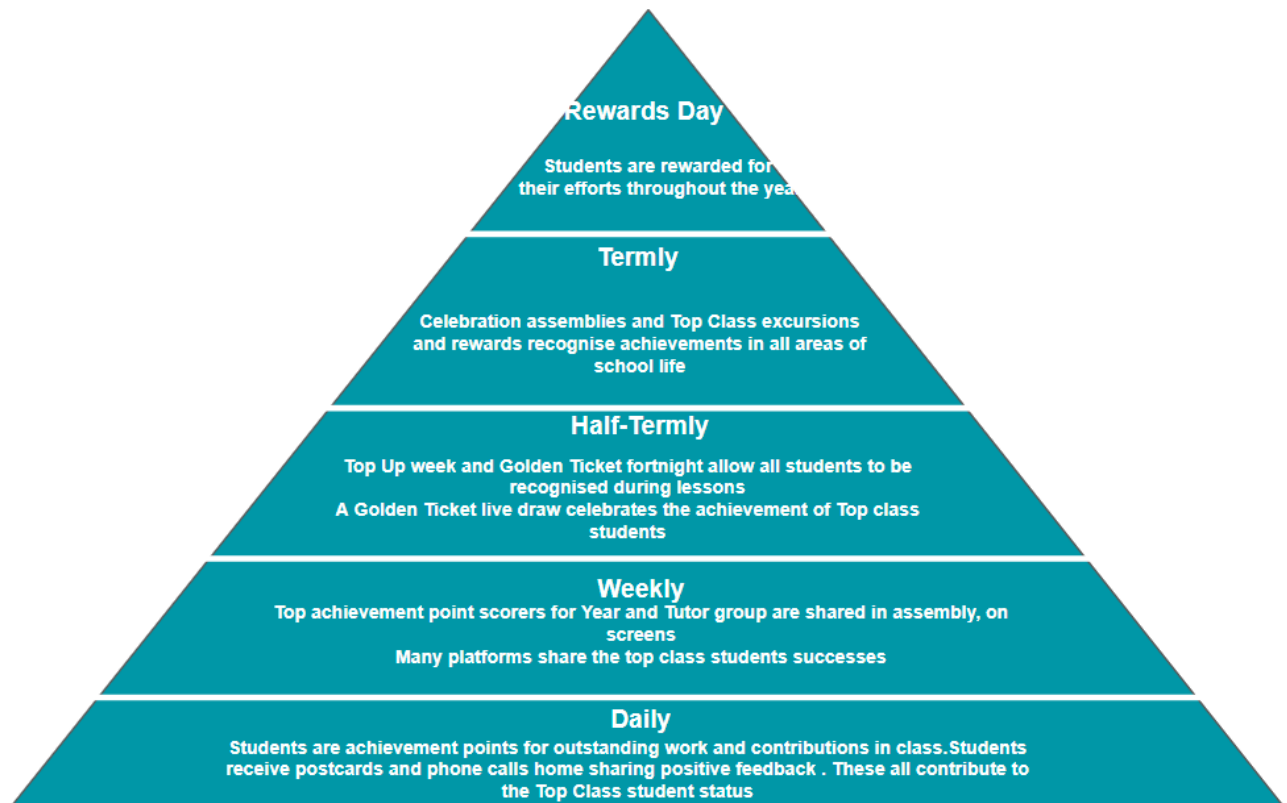 Rewards Day
Students are rewarded for
their efforts throughout the yea
Termly
Celebration assemblies and Top Class excursions
and rewards recognise achievements in all areas of
school life
Half-Termly
Top Up week and Golden Ticket fortnight allow all students to be
recognised during lessons
A Golden Ticket live draw celebrates the achievement of Top class
students
Weekly
Top achievement point scorers for Year and Tutor group are shared in assembly, on
screens
Many platforms share the top class students successes
Daily
Students are achievement points for outstanding work and contributions in class.Students
receive postcards and phone calls home sharing positive feedback . These all contribute to
the Top Class student status